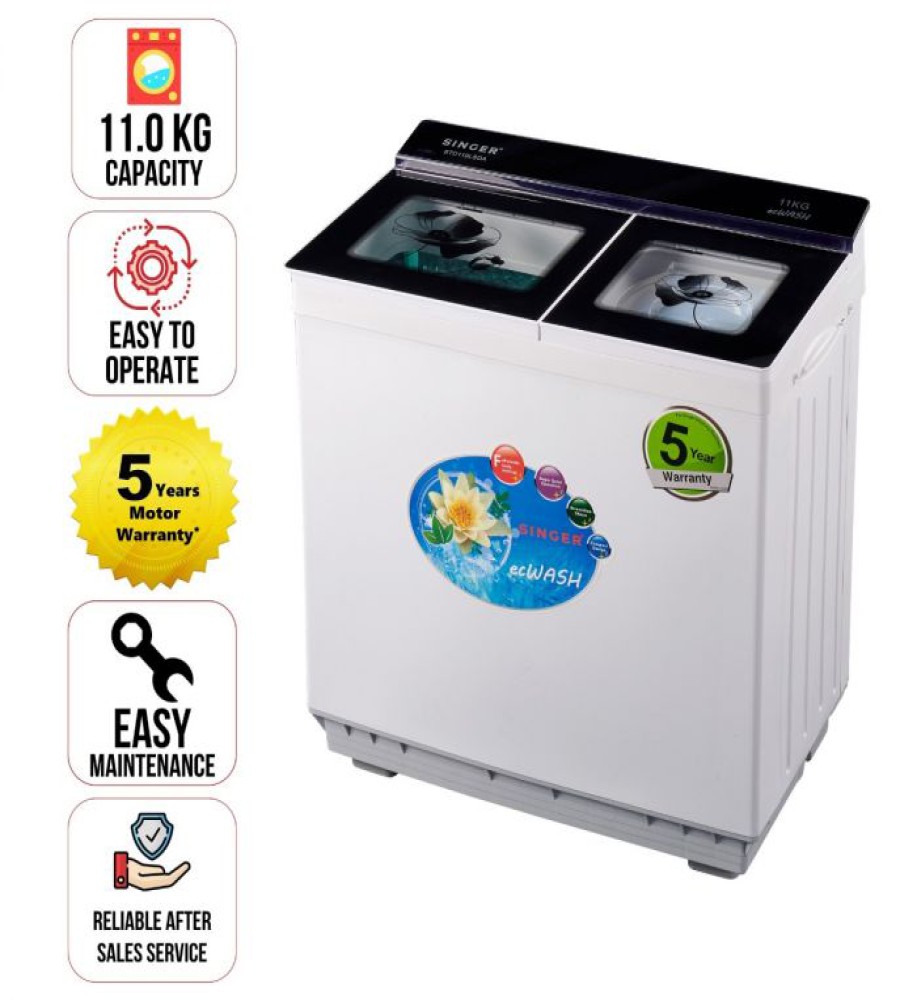 11.0 KG
CAPACITY
EASY TO
OPERATE
5 Years
Motor
Warranty*
EASY
MAINTENANCE
RELIABLE AFTER
SALES SERVICE
SINGER
11KG
ecWASH
5 Year
Warranty
SINGER
ecWASH